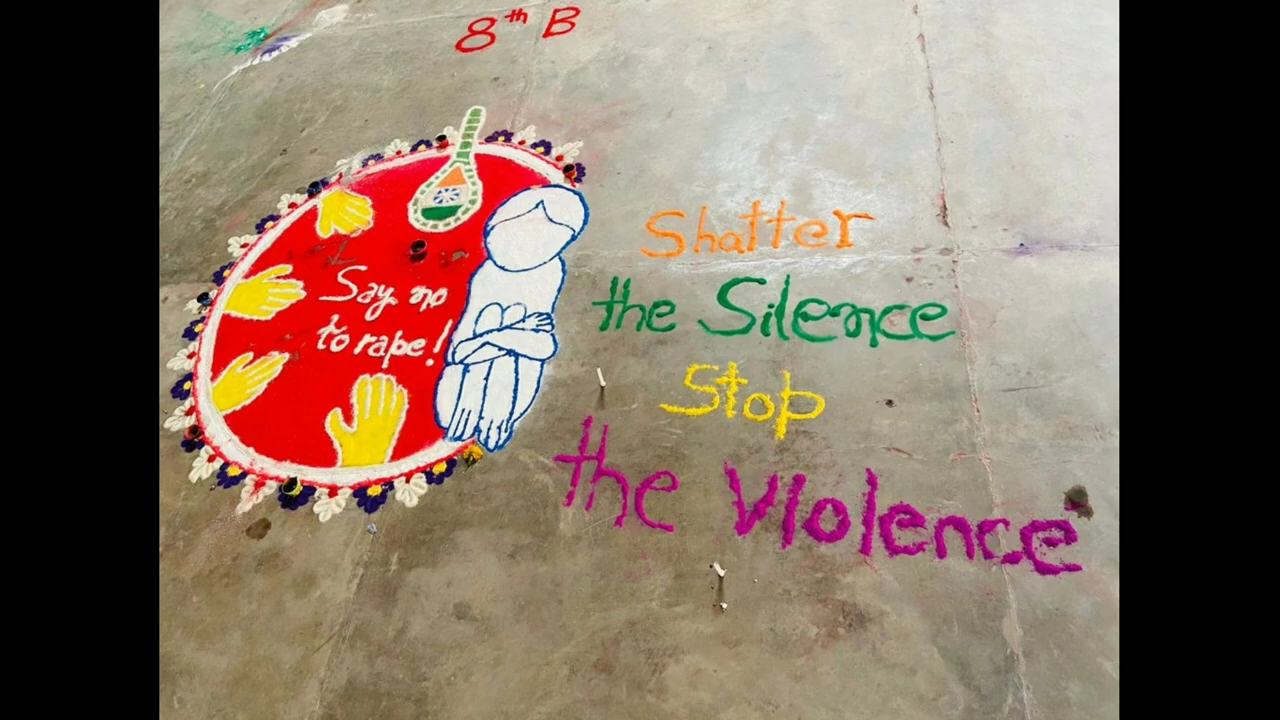 8th B
Say no
to rape!
Shatter
the Silence
Stop
the Violence